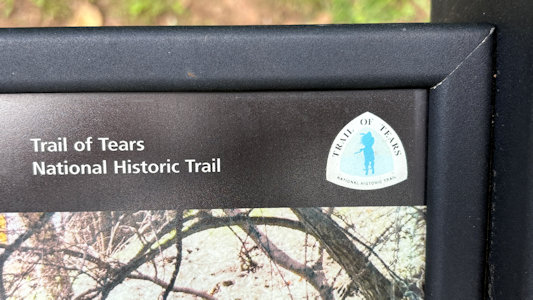 Trail of Tears
National Historic Trail
TRAIL OF TEARS
NATIONAL HISTORIC TRAIL